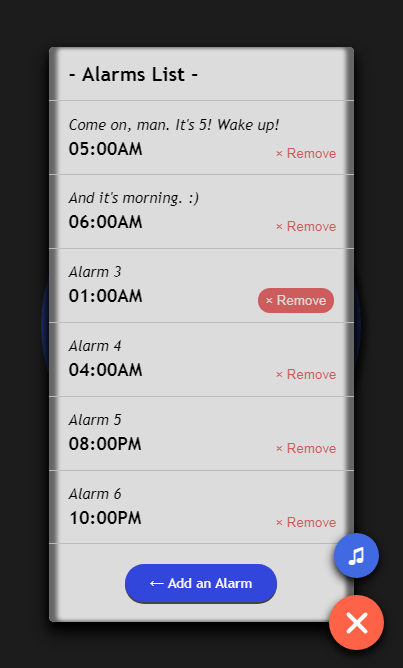 - Alarms List -
Come on, man. It's 5! Wake up!
05:00AM
× Remove
And it's morning. :)
06:00AM
× Remove
Alarm 3
01:00AM
× Remove
Alarm 4
04:00AM
× Remove
Alarm 5
08:00PM
× Remove
Alarm 6
10:00PM
× Remove
← Add an Alarm